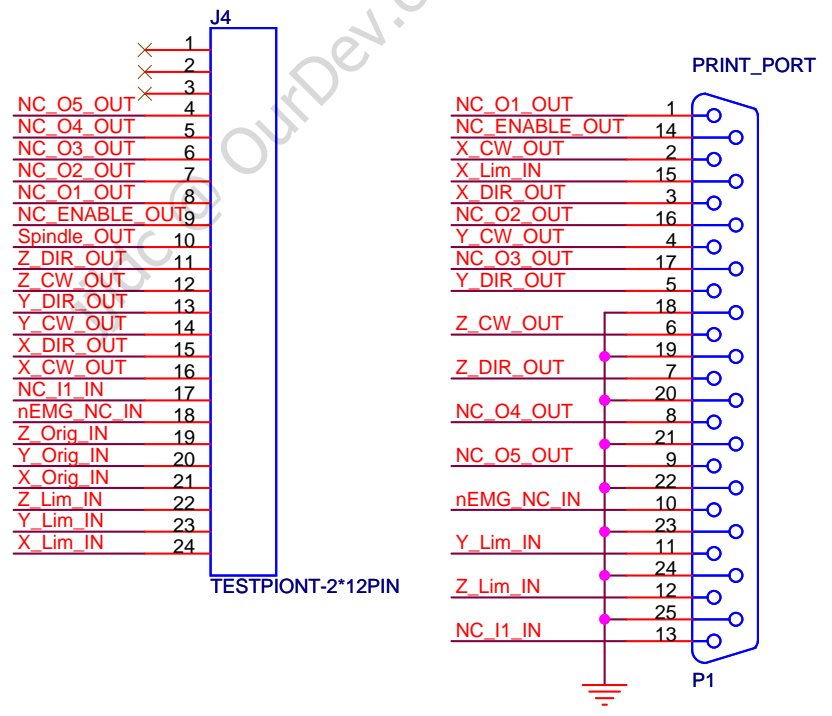 J4
1
2
3
NC_O5_OUT 4
NC_O4_OUT 5
NC_O3_OUT 6
NC_O2_OUT 7
NC_O1_OUT 8
NC_ENABLE_OUT 9
Spindle_OUT 10
Z_DIR_OUT 11
Z_CW_OUT 12
Y_DIR_OUT 13
Y_CW_OUT 14
X_DIR_OUT 15
X_CW_OUT 16
NC_I1_IN 17
nEMG_NC_IN 18
Z_Orig_IN 19
Y_Orig_IN 20
X_Orig_IN 21
Z_Lim_IN 22
Y_Lim_IN 23
X_Lim_IN 24
TESTPIONT-2*12PIN
PRINT_PORT
NC_O1_OUT 1
NC_ENABLE_OUT 14
X_CW_OUT 2
X_Lim_IN 15
X_DIR_OUT 3
NC_O2_OUT 16
Y_CW_OUT 4
NC_O3_OUT 17
Y_DIR_OUT 5
18
Z_CW_OUT 6
19
Z_DIR_OUT 7
20
NC_O4_OUT 8
21
NC_O5_OUT 9
22
nEMG_NC_IN 10
23
Y_Lim_IN 11
24
Z_Lim_IN 12
25
NC_I1_IN 13
P1
@ OurDev.c